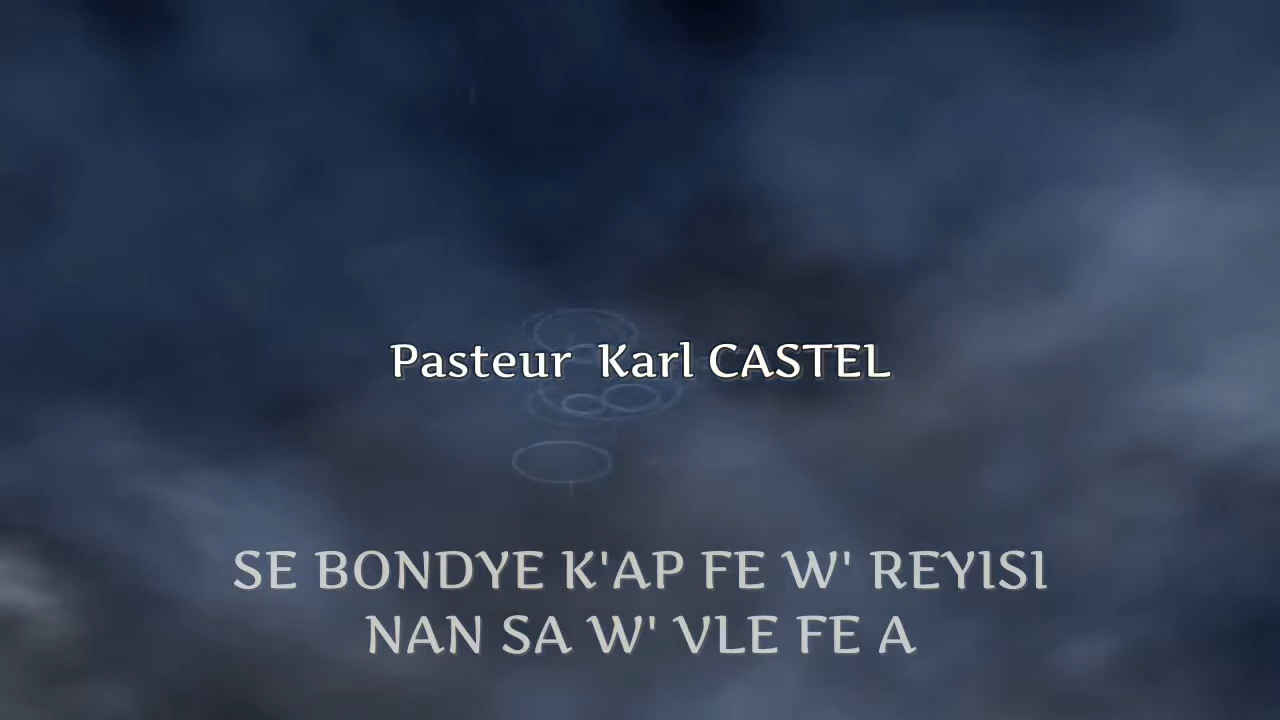 Pasteur Karl CASTEL
SE BONDYE K'AP FE W' REYISI
NAN SA W' VLE FE A